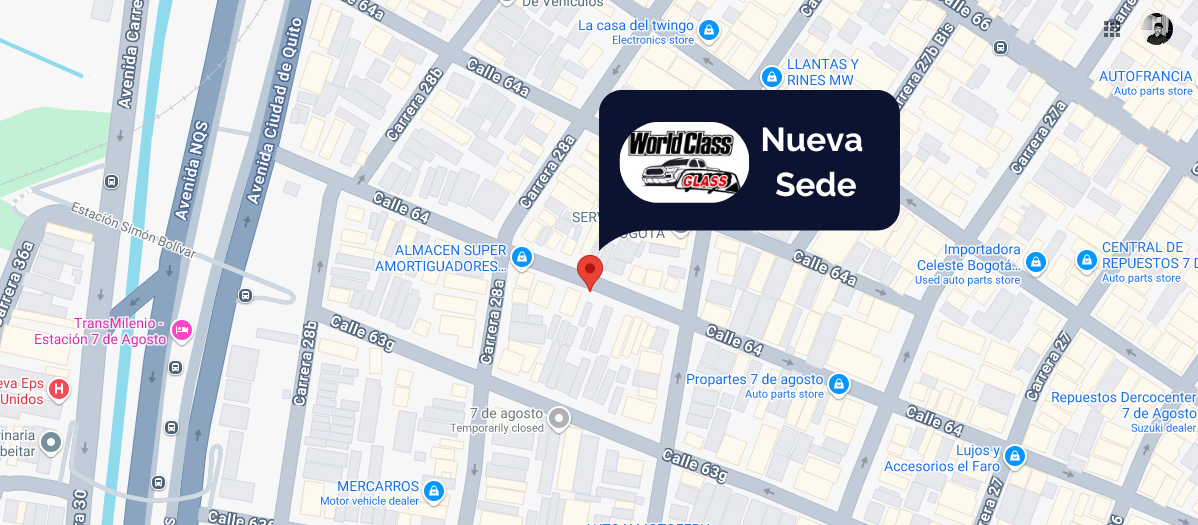 De Vehículos
La casa del twingo
Electronics store
Calle 66
Avenida Carre
Calle 64a
Carrera 28b
Carrera 27b Bis
LLANTAS Y
RINES MW
AUTOFRANCIA
Auto parts store
Avenida Ciudad de Quito
Avenida NQS
Carrera 28a
Carrera 27a
World Class
GLASS
Nueva
Sede
Calle 64
Estación Simón Bolívar
SERV
BOGOTA
ALMACEN SUPER
AMORTIGUADORES...
Calle 64a
Importadora
Celeste Bogotá...
Used auto parts store
CENTRAL DE
REPUESTOS 7 D
Auto parts store
Carrera 36a
TransMilenio -
Estación 7 de Agosto
Carrera 28b
Calle 63g
Carrera 28a
Calle 64
Carrera 27
eva Eps
Unidos
H
Propartes 7 de agosto
Auto parts store
Repuestos Dercocenter
7 de Agosto
Suzuki dealer
7 de agosto
Temporarily closed
Calle 64
inaria
beitar
Calle 63g
Lujos y
Accesorios el Faro
MERCARROS
Motor vehicle dealer
a 30
Carrera 27
Calle 63f